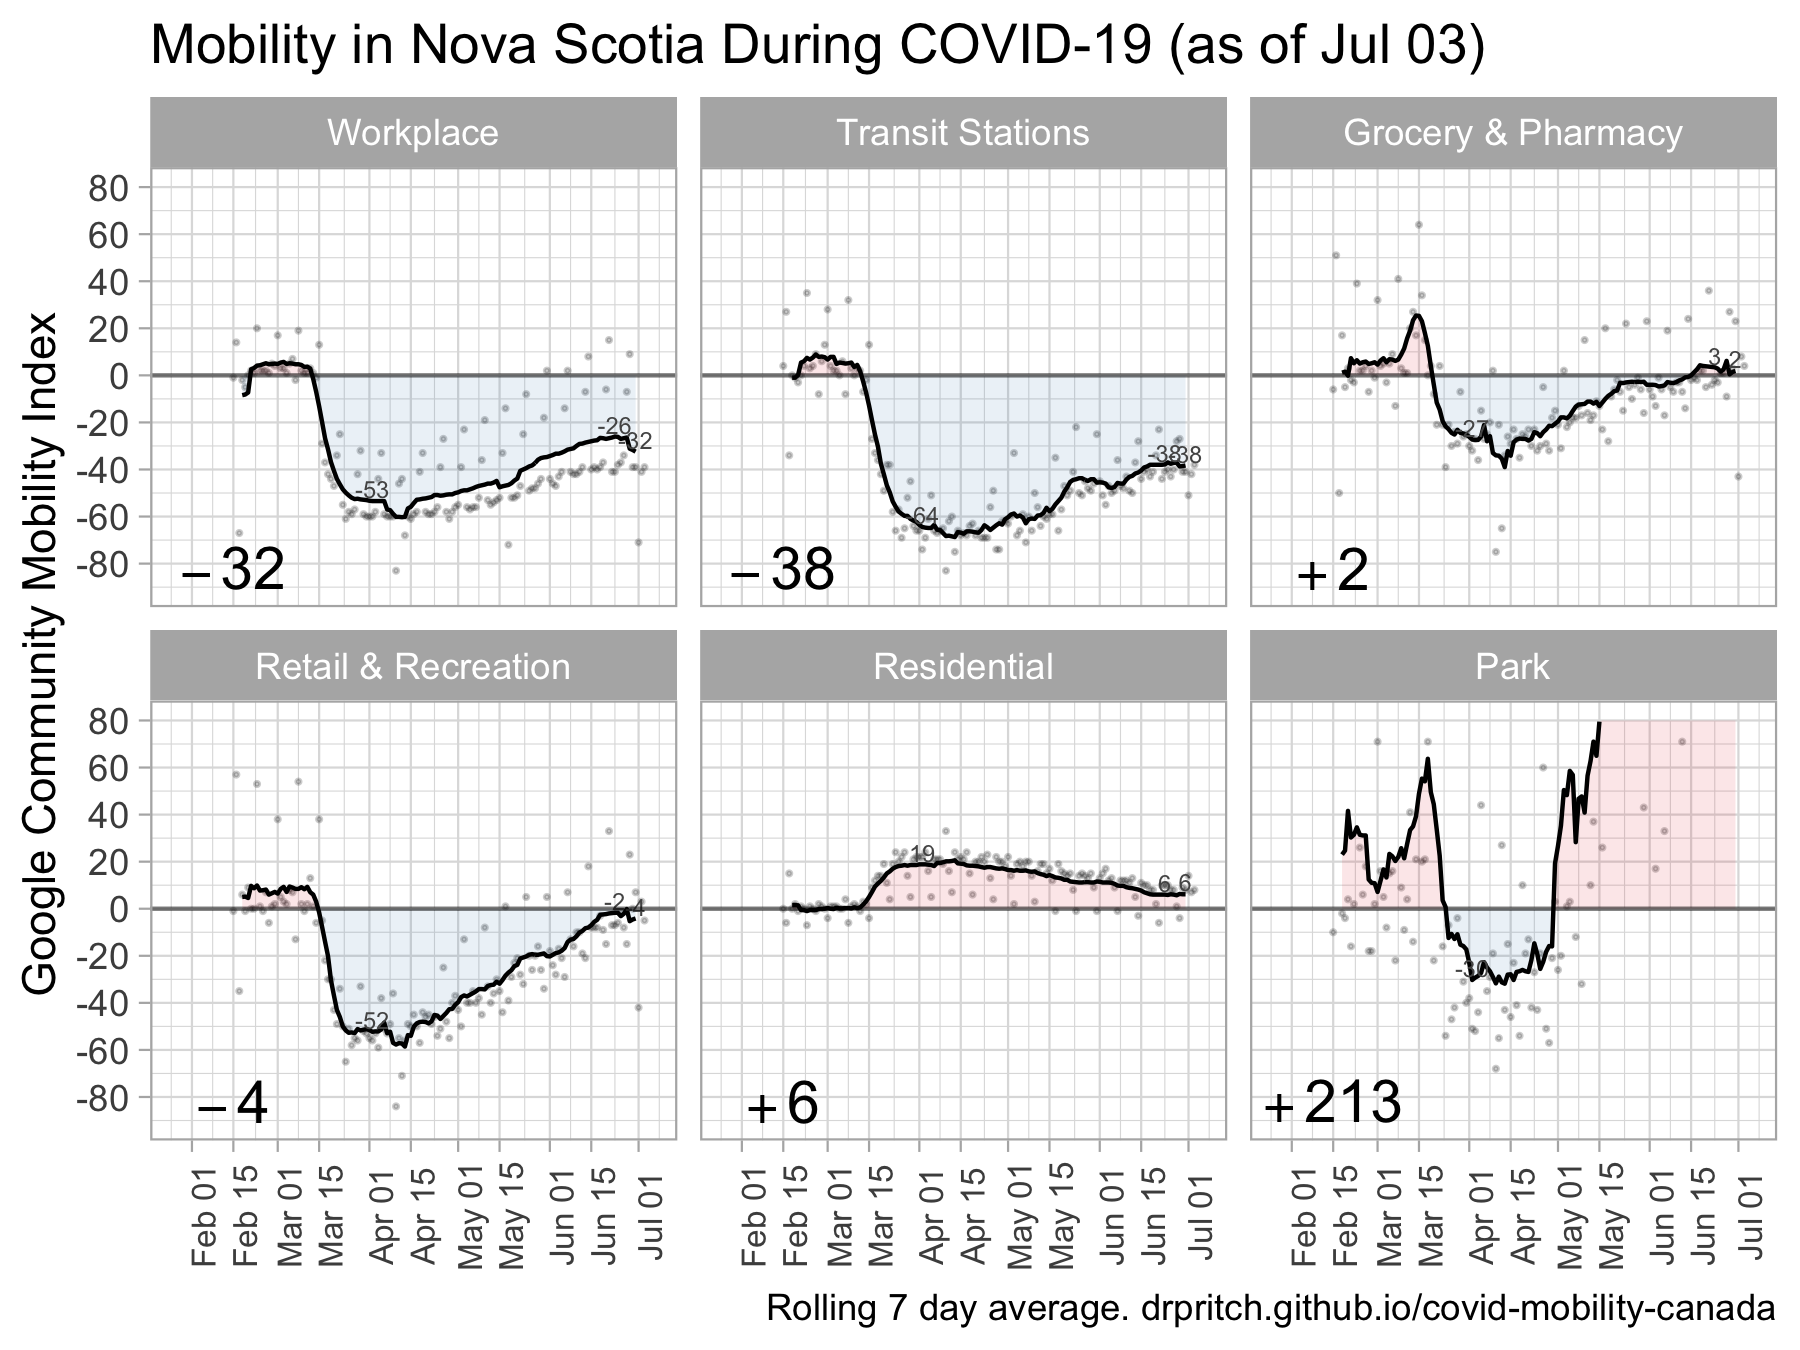 Mobility in Nova Scotia During COVID-19 (as of Jul 03)
Google Community Mobility Index
Workplace
Transit Stations
Grocery & Pharmacy
80
60
40
20
0
-20
-40
-60
-80
-53
-26
-32
−32
64
-38
-38
−38
-27
3
2
+2
Retail & Recreation
Residential
Park
80
60
40
20
0
-20
-40
-60
-80
-52
-2
-4
−4
19
6
6
+6
-30
+213
Feb 01
Feb 15
Mar 01
Mar 15
Apr 01
Apr 15
May 01
May 15
Jun 01
Jun 15
Jul 01
Feb 01
Feb 15
Mar 01
Mar 15
Apr 01
Apr 15
May 01
May 15
Jun 01
Jun 15
Jul 01
Feb 01
Feb 15
Mar 01
Mar 15
Apr 01
Apr 15
May 01
May 15
Jun 01
Jun 15
Jul 01
Rolling 7 day average. drpritch.github.io/covid-mobility-canada